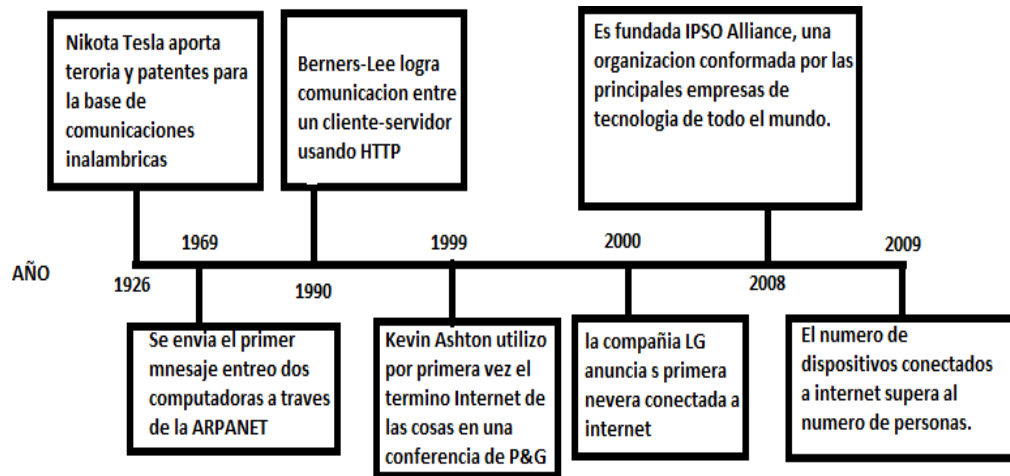 Nikota Tesla aporta
teroria y patentes para
la base de
comunicaciones
inalambricas
Berners-Lee logra
comunicacion entre
un cliente-servidor
usando HTTP
Es fundada IPSO Alliance, una
organizacion conformada por las
principales empresas de
tecnologia de todo el mundo.
1969
1999
2000
2009
AÑO
1926
1990
2008
Se envia el primer
mnesaje entreo dos
computadoras a traves
de la ARPANET
Kevin Ashton utilizo
por primera vez el
termino Internet de
las cosas en una
conferencia de P&G
la compañia LG
anuncia s primera
nevera conectada a
internet
El numero de
dispositivos conectados
a internet supera al
numero de personas.